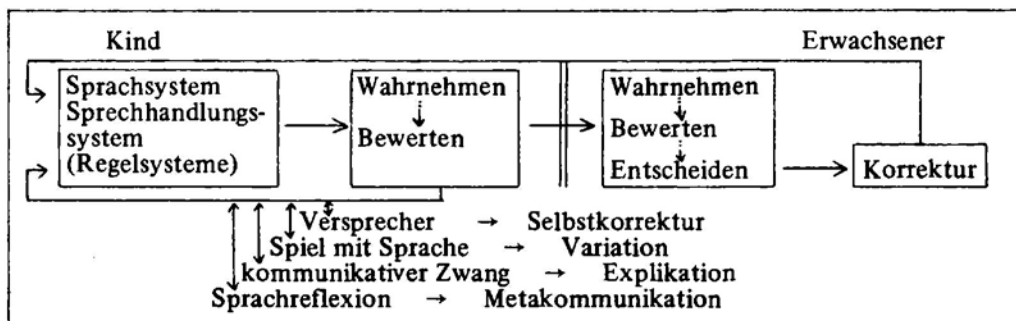 Kind
Erwachsener
Sprachsystem
Sprechhandlungs-
system
(Regelsysteme)
Wahrnehmen
Bewerten
Wahrnehmen
Bewerten
Entscheiden
Korrektur
Versprecher → Selbstkorrektur
Spiel mit Sprache → Variation
kommunikativer Zwang → Explikation
Sprachreflexion → Metakommunikation